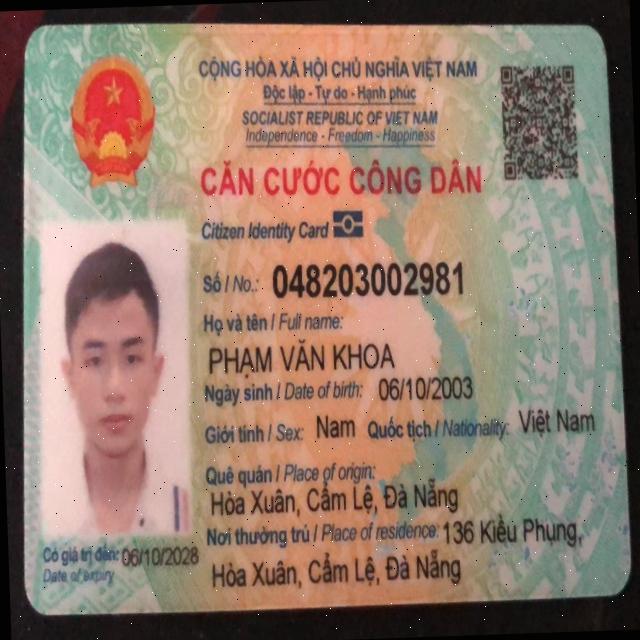 CỘNG HÒA XÃ HỘI CHỦ NGHĨA VIỆT NAM
Độc lập - Tự do - Hạnh phúc
SOCIALIST REPUBLIC OF VIET NAM
Independence - Freedom - Happiness
CĂN CƯỚC CÔNG DÂN
Citizen Identity Card
Số / No.: 048203002981
Họ và tên / Full name:
PHẠM VĂN KHOA
Ngày sinh / Date of birth: 06/10/2003
Giới tính / Sex: Nam Quốc tịch / Nationality: Việt Nam
Quê quán / Place of origin:
Hòa Xuân, Cẩm Lệ, Đà Nẵng
Nơi thường trú / Place of residence: 136 Kiều Phụng,
Hòa Xuân, Cẩm Lệ, Đà Nẵng
Có giá trị đến: 06/10/2028
Date of expiry